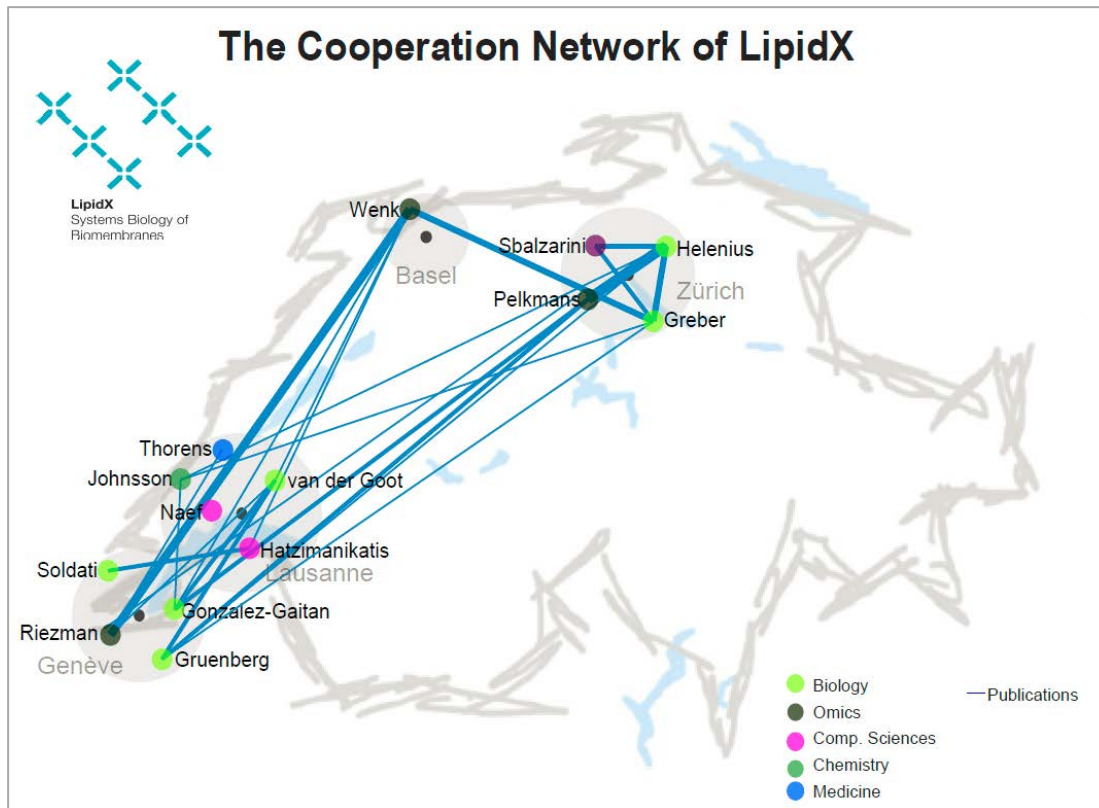 The Cooperation Network of LipidX
LipidX
Systems Biology of
Biomembranes
Wenk
Basel
Sbalzarini
Helenius
Zürich
Pelkmans
Greber
Thorens
Johnsson
van der Goot
Naef
Hatzimanikatis
Lausanne
Soldati
Gonzalez-Gaitan
Riezman
Gruenberg
Genève
Biology
Publications
Omics
Comp. Sciences
Chemistry
Medicine